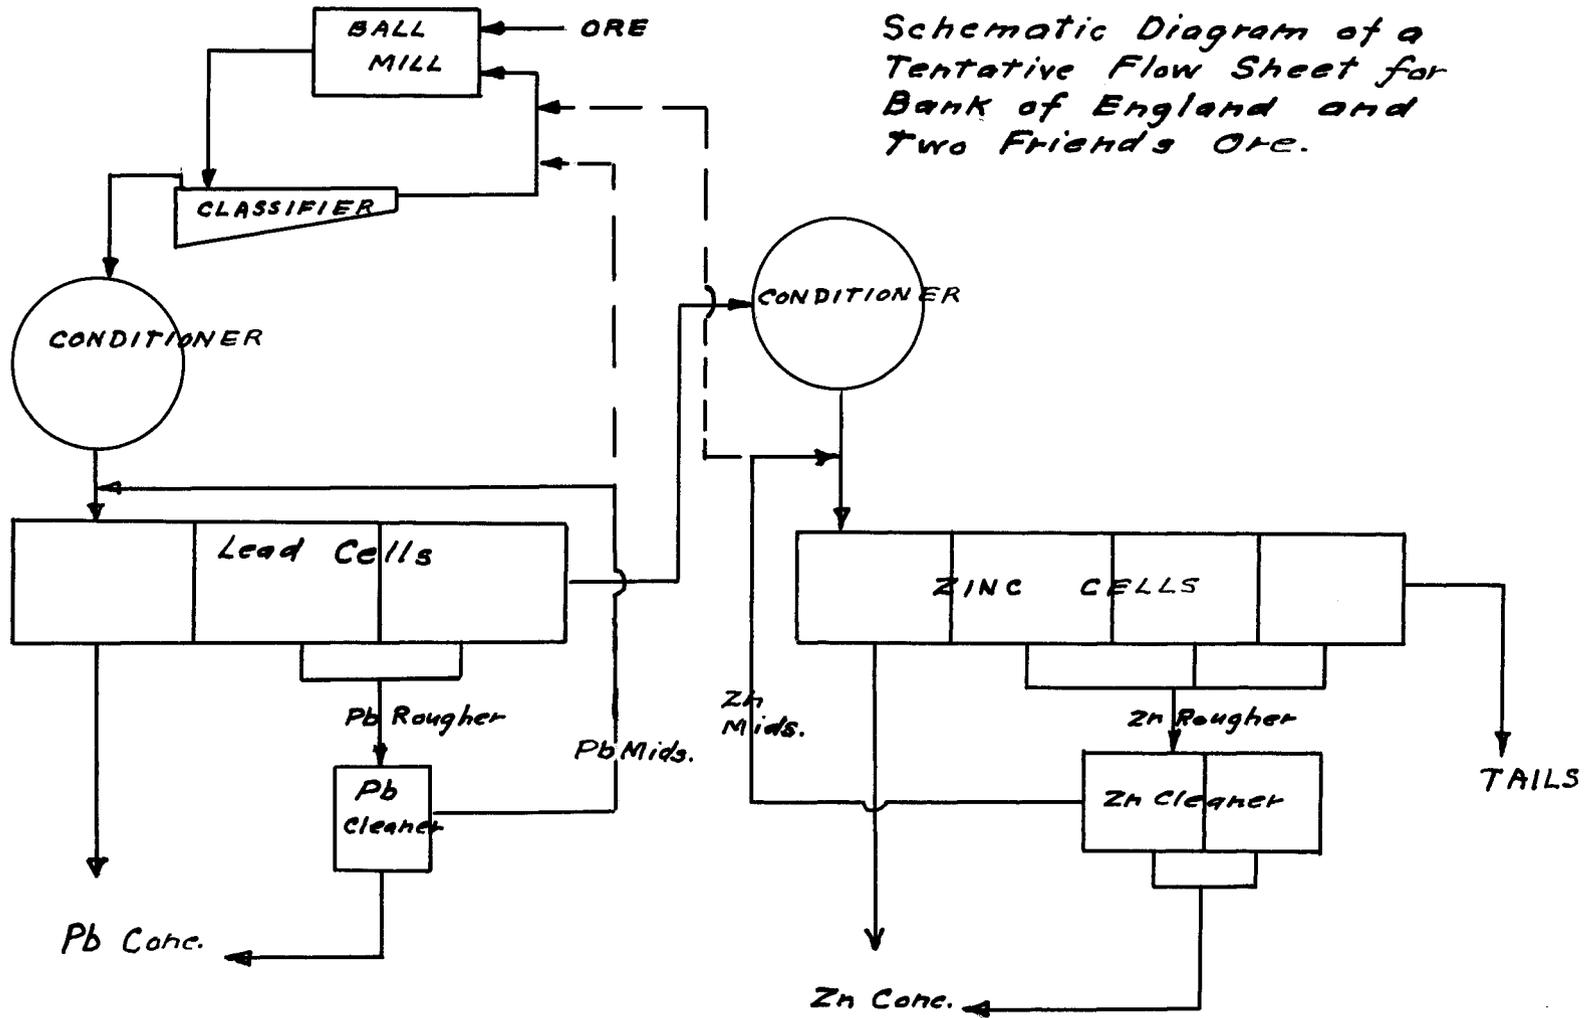 BALL
MILL
ORE
Schematic Diagram of a
Tentative Flow Sheet for
Bank of England and
Two Friends Ore.
CLASSIFIER
CONDITIONER
CONDITIONER
Lead Cells
ZINC CELLS
Pb Rougher
Pb Mids.
Zn
Mids.
Zn Rougher
TAILS
Pb
Cleaner
Zn Cleaner
Pb Conc.
Zn Conc.